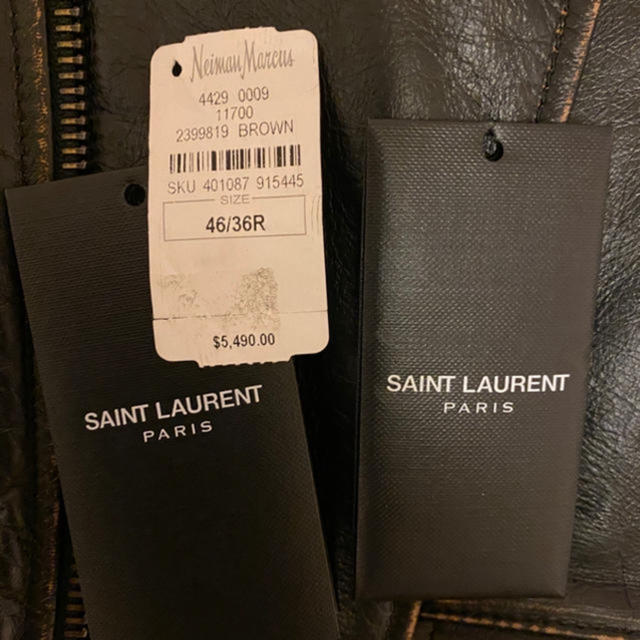 Neiman Marcus
4429 0009
11700
2399819 BROWN
SKU 401087 915445
SIZE
46/36R
$5,490.00
SAINT LAURENT
PARIS
SAINT LAURENT
PARIS